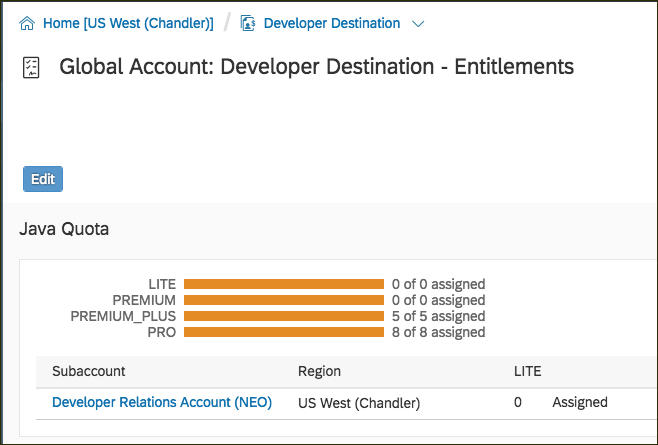 Home [US West (Chandler)] / Developer Destination
Global Account: Developer Destination - Entitlements
Edit
Java Quota
LITE 0 of 0 assigned
PREMIUM 0 of 0 assigned
PREMIUM_PLUS 5 of 5 assigned
PRO 8 of 8 assigned
Subaccount Region LITE
Developer Relations Account (NEO) US West (Chandler) 0 Assigned